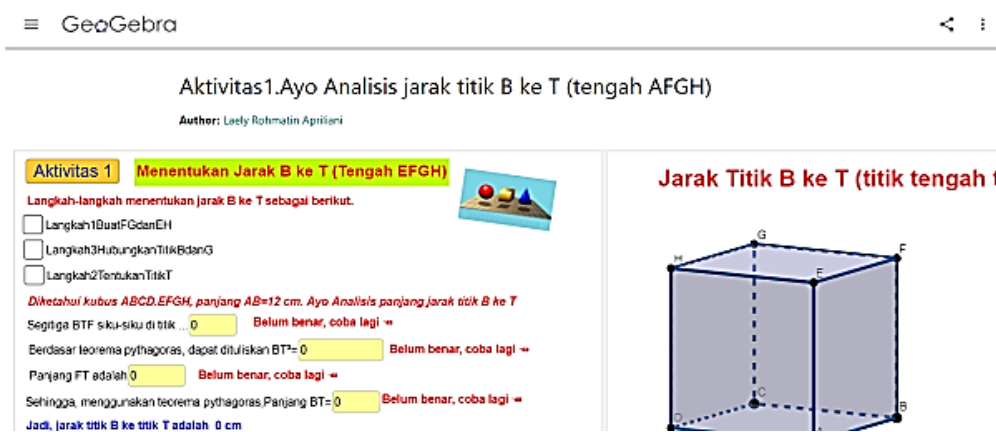 GeoGebra
Aktivitas1.Ayo Analisis jarak titik B ke T (tengah AFGH)
Author: Laely Rohmatin Apriliani
Aktivitas 1
Menentukan Jarak B ke T (Tengah EFGH)
Langkah-langkah menentukan jarak B ke T sebagai berikut.
Langkah1BuatFGdanEH
Langkah3HubungkanTitikBdanG
Langkah2TentukanTitikT
Diketahui kubus ABCD.EFGH, panjang AB=12 cm. Ayo Analisis panjang jarak titik B ke T
Segitiga BTF siku-siku di titik ... 0 Belum benar, coba lagi
Berdasar teorema pythagoras, dapat dituliskan BT²= 0 Belum benar, coba lagi
Panjang FT adalah 0 Belum benar, coba lagi
Sehingga, menggunakan teorema pythagoras,Panjang BT= 0 Belum benar, coba lagi
Jadi, jarak titik B ke titik T adalah 0 cm
Jarak Titik B ke T (titik tengah
G
F
H
E
C
B
D
A